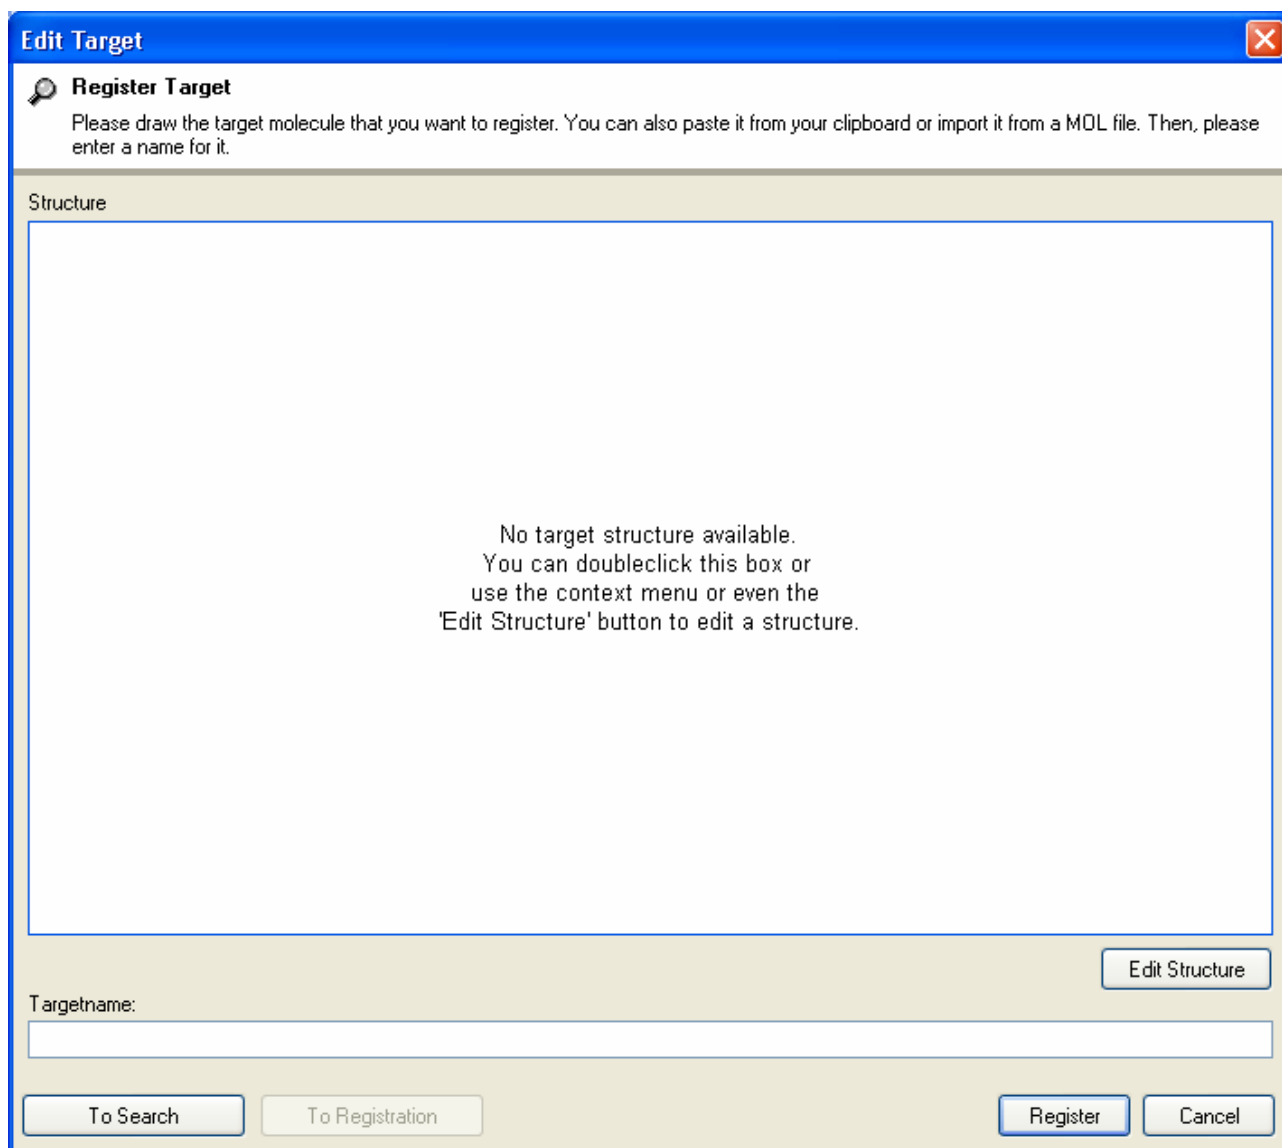 Edit Target
Register Target
Please draw the target molecule that you want to register. You can also paste it from your clipboard or import it from a MOL file. Then, please
enter a name for it.
Structure
No target structure available.
You can doubleclick this box or
use the context menu or even the
'Edit Structure' button to edit a structure.
Edit Structure
Targetname:
To Search
To Registration
Register
Cancel